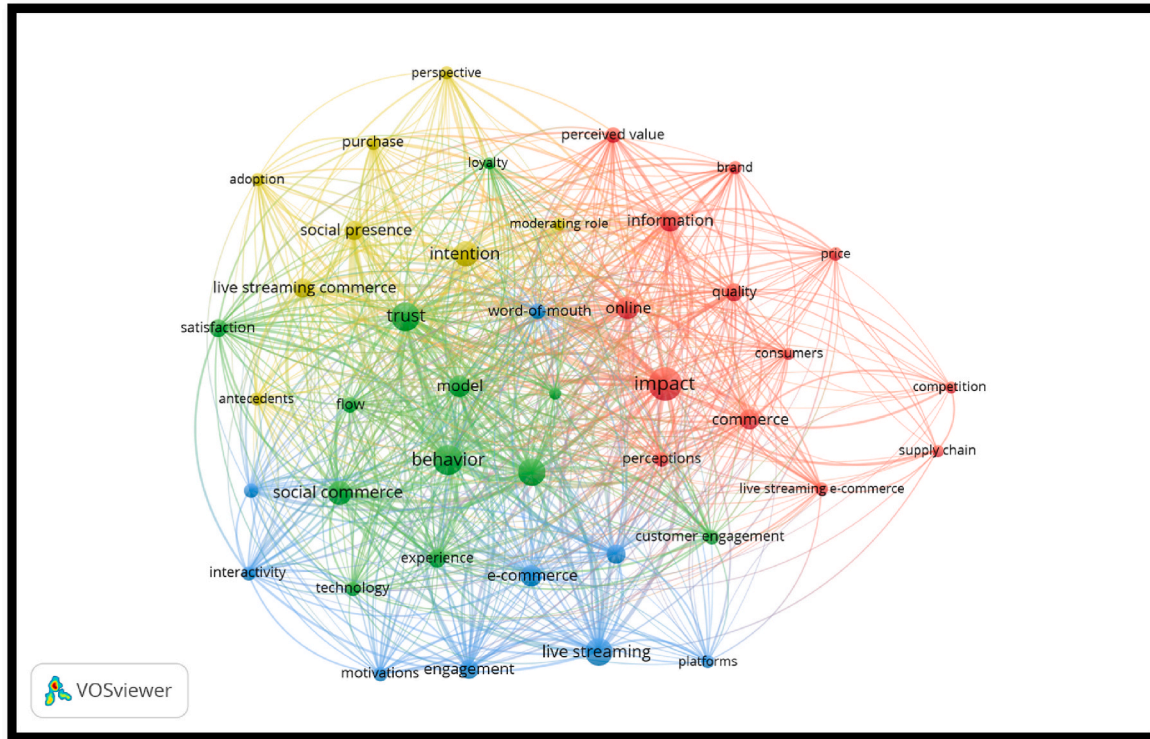 perspective
perceived value
purchase
loyalty
brand
adoption
information
moderating role
social presence
intention
price
live streaming commerce
quality
online
word-of mouth
trust
satisfaction
consumers
impact
model
competition
antecedents
flow
commerce
supply chain
behavior
perceptions
live streaming e-commerce
social commerce
customer engagement
experience
interactivity
e-commerce
technology
live streaming
platforms
engagement
motivations
VOSviewer